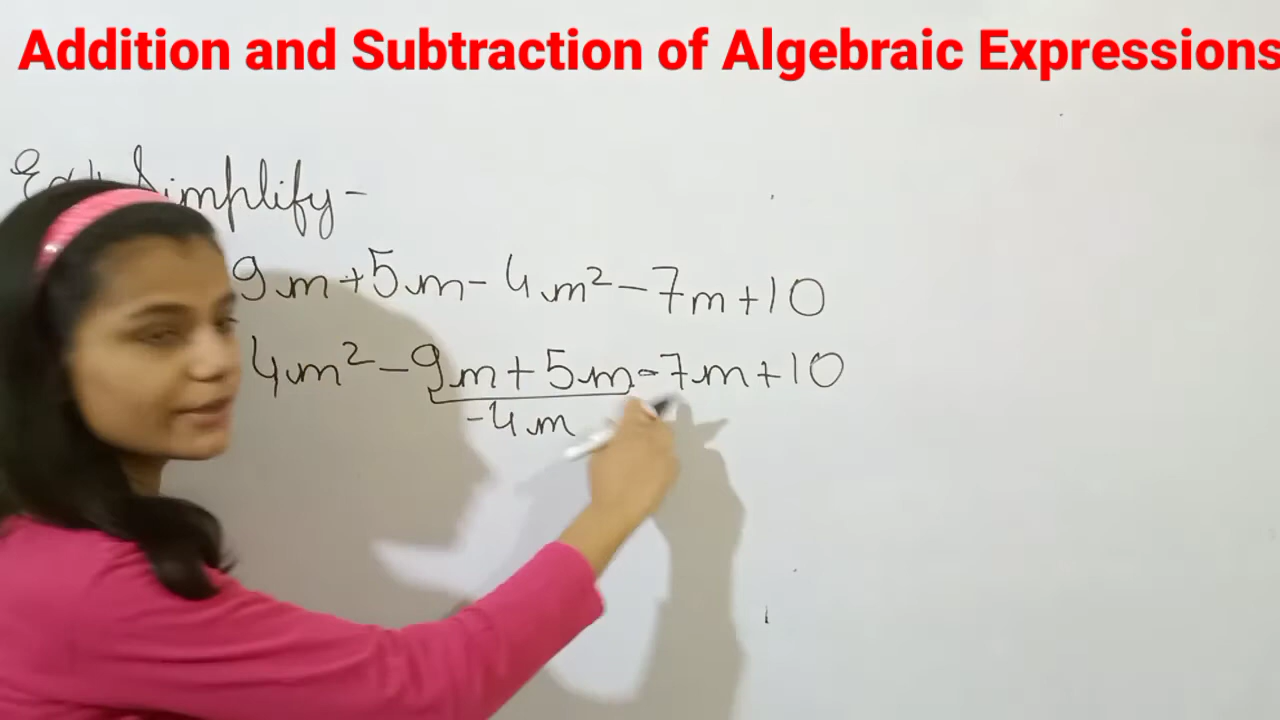 Addition and Subtraction of Algebraic Expressions
Simplify -
9m+5m-4m²-7m+10
4m²-9m+5m-7m+10
-4m